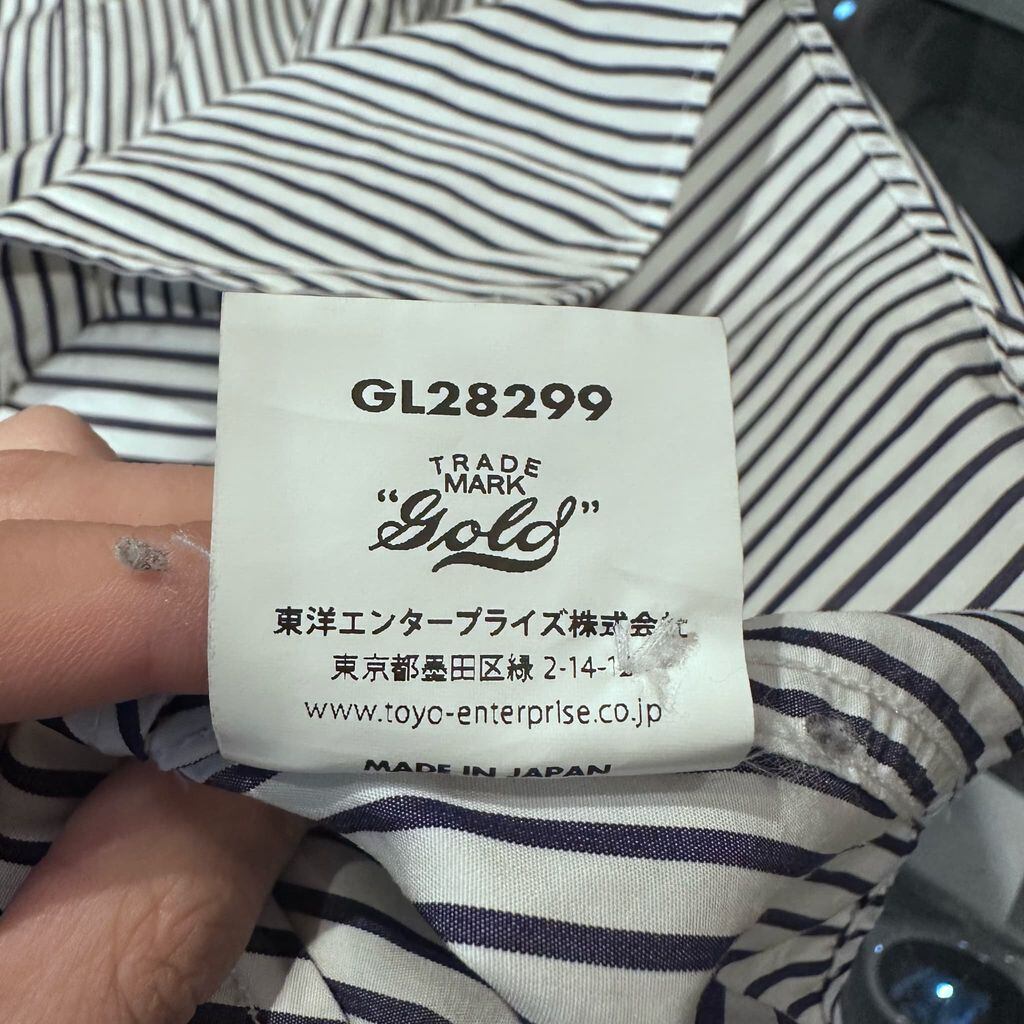 GL28299
TRADE
MARK
“Gold”
東洋エンタープライズ株式会社
東京都墨田区緑 2-14-12
www.toyo-enterprise.co.jp
MADE IN JAPAN